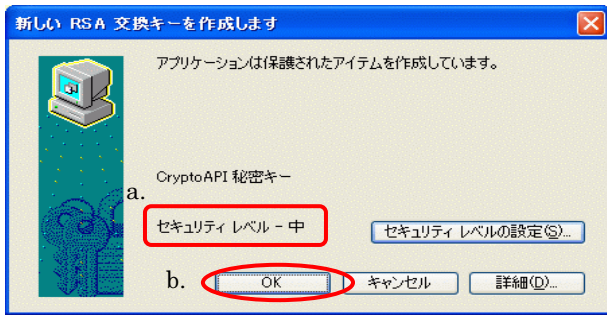 新しい RSA 交換キーを作成します
アプリケーションは保護されたアイテムを作成しています。
CryptoAPI 秘密キー
a.
セキュリティ レベル - 中
セキュリティ レベルの設定(S)...
b.
OK
キャンセル
詳細(D)...